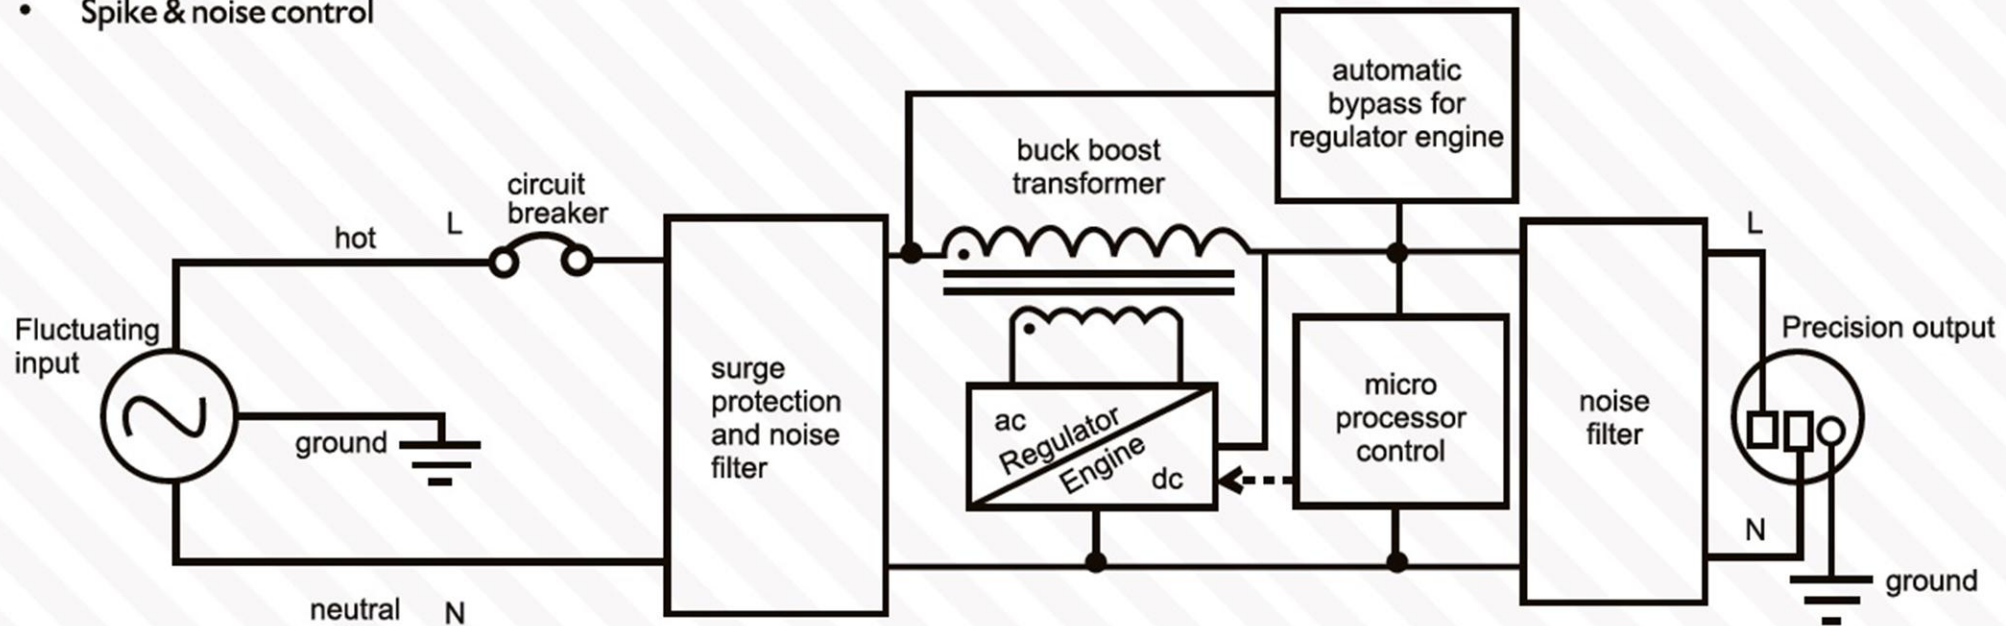 • Spike & noise control
automatic
bypass for
regulator engine
buck boost
transformer
circuit
breaker
hot
L
L
Fluctuating
input
Precision output
surge
protection
and noise
filter
micro
processor
control
noise
filter
ac
Regulator
Engine
dc
ground
N
ground
neutral
N